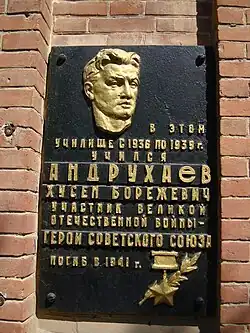 В ЭТОМ
УЧИЛИЩЕ С 1936 ПО 1939 г.
УЧИЛСЯ
АНДРУХАЕВ
ХУСЕН БОРЕЖЕВИЧ
УЧАСТНИК ВЕЛИКОЙ
ОТЕЧЕСТВЕННОЙ ВОЙНЫ-
ГЕРОЙ СОВЕТСКОГО СОЮЗА
ПОГИБ В 1941 г.